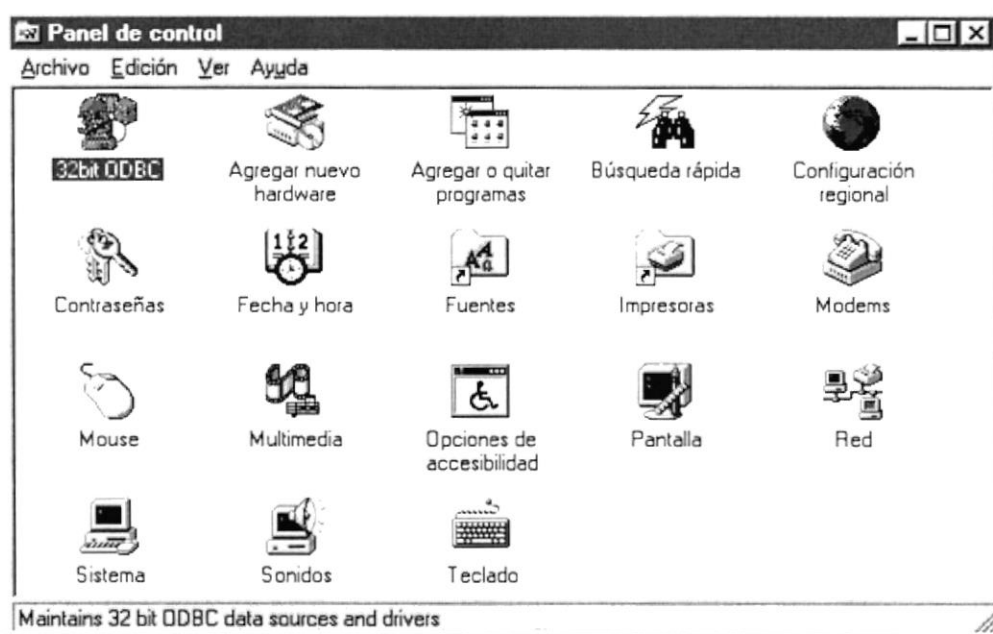 Panel de control
Archivo Edición Ver Ayuda
32bit ODBC
Agregar nuevo
hardware
Agregar o quitar
programas
Búsqueda rápida
Configuración
regional
Contraseñas
Fecha y hora
Fuentes
Impresoras
Modems
Mouse
Multimedia
Opciones de
accesibilidad
Pantalla
Red
Sistema
Sonidos
Teclado
Maintains 32 bit ODBC data sources and drivers